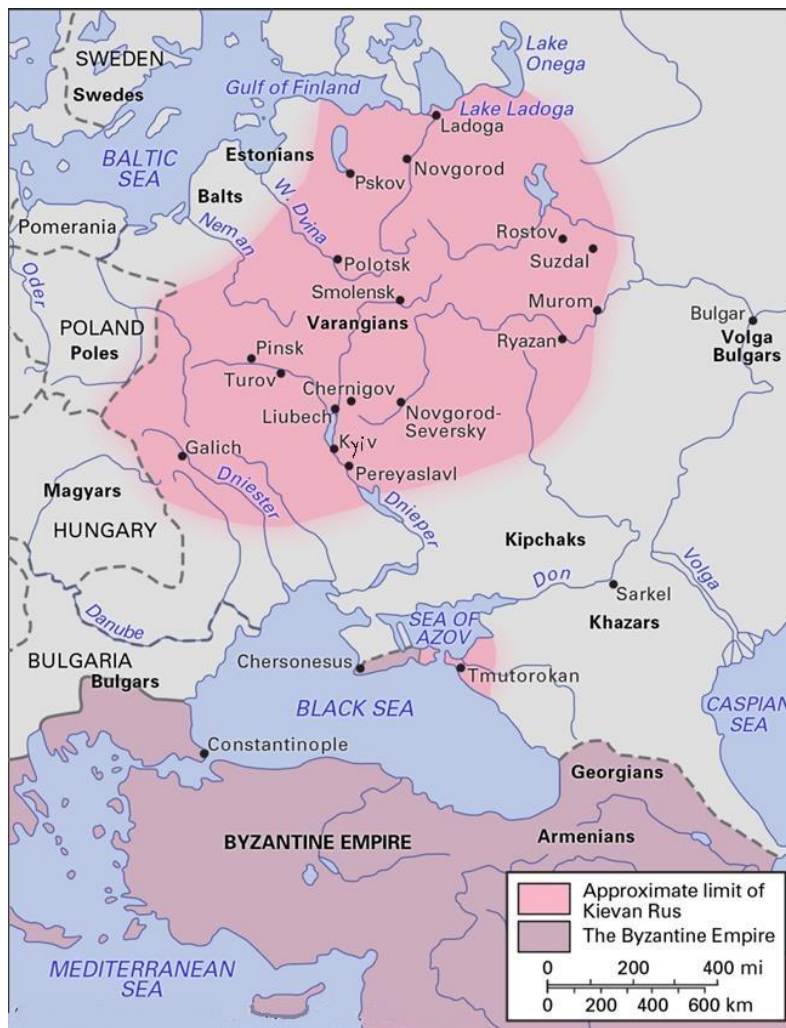 SWEDEN
Swedes
Lake
Onega
Gulf of Finland
Lake Ladoga
Ladoga
BALTIC
SEA
Estonians
Novgorod
Pskov
Balts
W. Dvina
Pomerania
Neman
Rostov
Suzdal
Oder
Polotsk
Smolensk
Murom
Varangians
Bulgar
Volga
Bulgars
POLAND
Poles
Pinsk
Ryazan
Turov
Chernigov
Liubech
Novgorod-
Seversky
Galich
Kyiv
Pereyaslavl
Dniester
Dnieper
Magyars
HUNGARY
Kipchaks
Don
Volga
Sarkel
Khazars
Danube
SEA OF
AZOV
BULGARIA
Bulgars
Chersonesus
Tmutorokan
BLACK SEA
CASPIAN
SEA
Constantinople
Georgians
BYZANTINE EMPIRE
Armenians
Approximate limit of
Kievan Rus
The Byzantine Empire
MEDITERRANEAN
SEA
0 200 400 mi
0 200 400 600 km